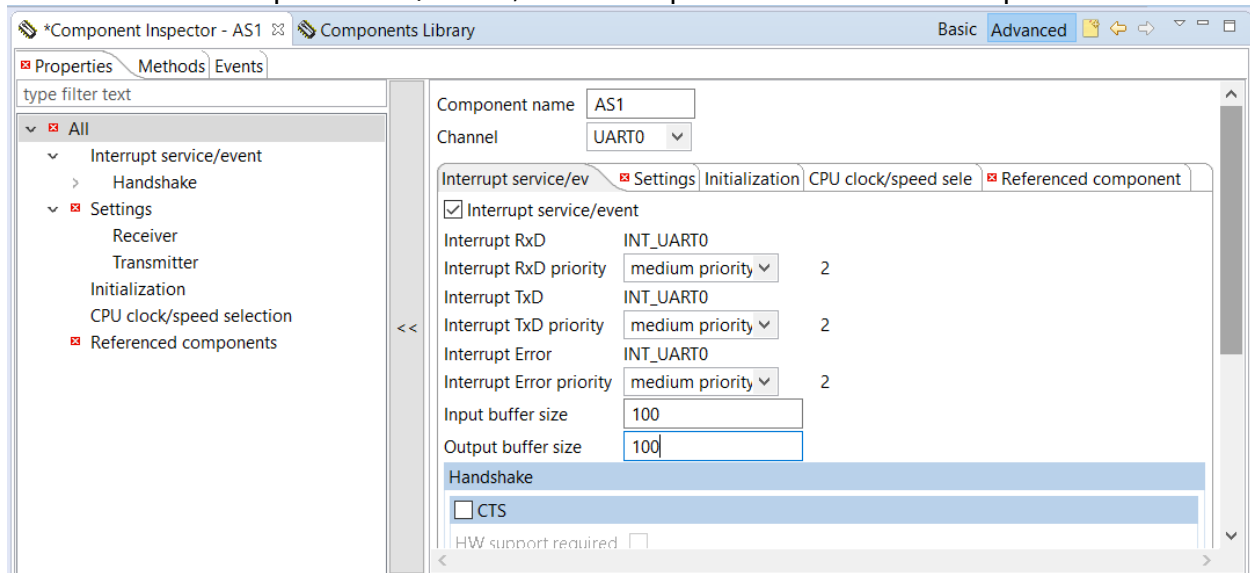 *Component Inspector - AS1 Components Library Basic Advanced
Properties Methods Events
type filter text
All
Interrupt service/event
Handshake
Settings
Receiver
Transmitter
Initialization
CPU clock/speed selection
Referenced components
<<
Component name AS1
Channel UART0
Interrupt service/ev Settings Initialization CPU clock/speed sele Referenced component
Interrupt service/event
Interrupt RxD INT_UART0
Interrupt RxD priority medium priority 2
Interrupt TxD INT_UART0
Interrupt TxD priority medium priority 2
Interrupt Error INT_UART0
Interrupt Error priority medium priority 2
Input buffer size 100
Output buffer size 100
Handshake
CTS
HW support required